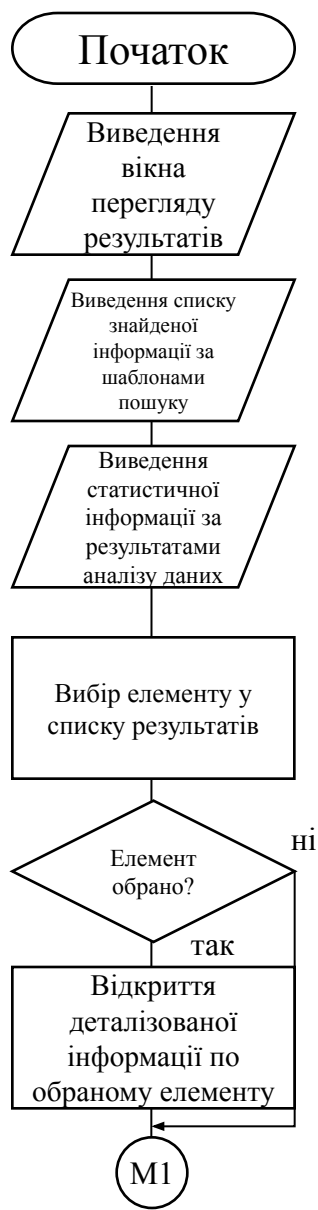 Початок
Виведення
вікна
перегляду
результатів
Виведення списку
знайденої
інформації за
шаблонами
пошуку
Виведення
статистичної
інформації за
результатами
аналізу даних
Вибір елементу у
списку результатів
Елемент
обрано?
ні
так
Відкриття
деталізованої
інформації по
обраному елементу
М1